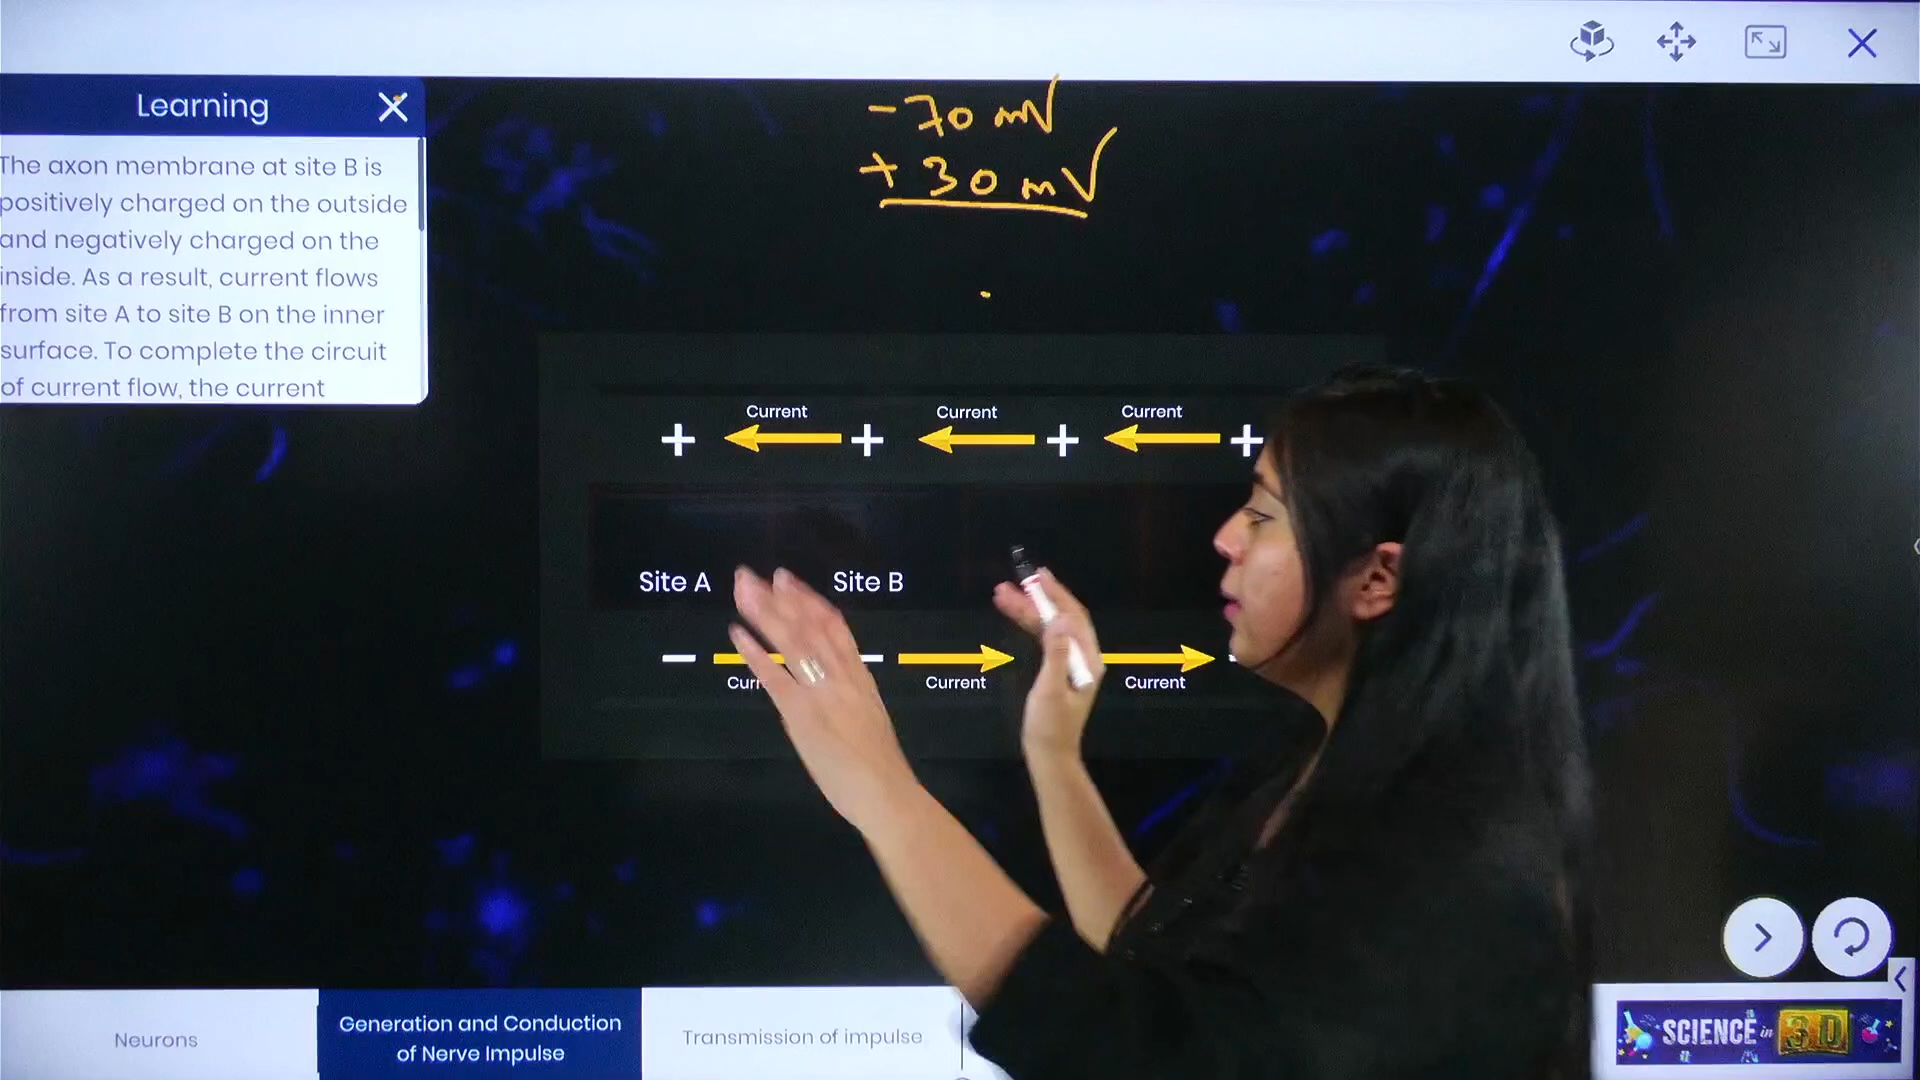 Learning
The axon membrane at site B is
positively charged on the outside
and negatively charged on the
inside. As a result, current flows
from site A to site B on the inner
surface. To complete the circuit
of current flow, the current
-70 mV
+30 mV
Current Current Current
+ + + +
Site A Site B
Current Current
Neurons
Generation and Conduction
of Nerve Impulse
Transmission of impulse
SCIENCE in 3D